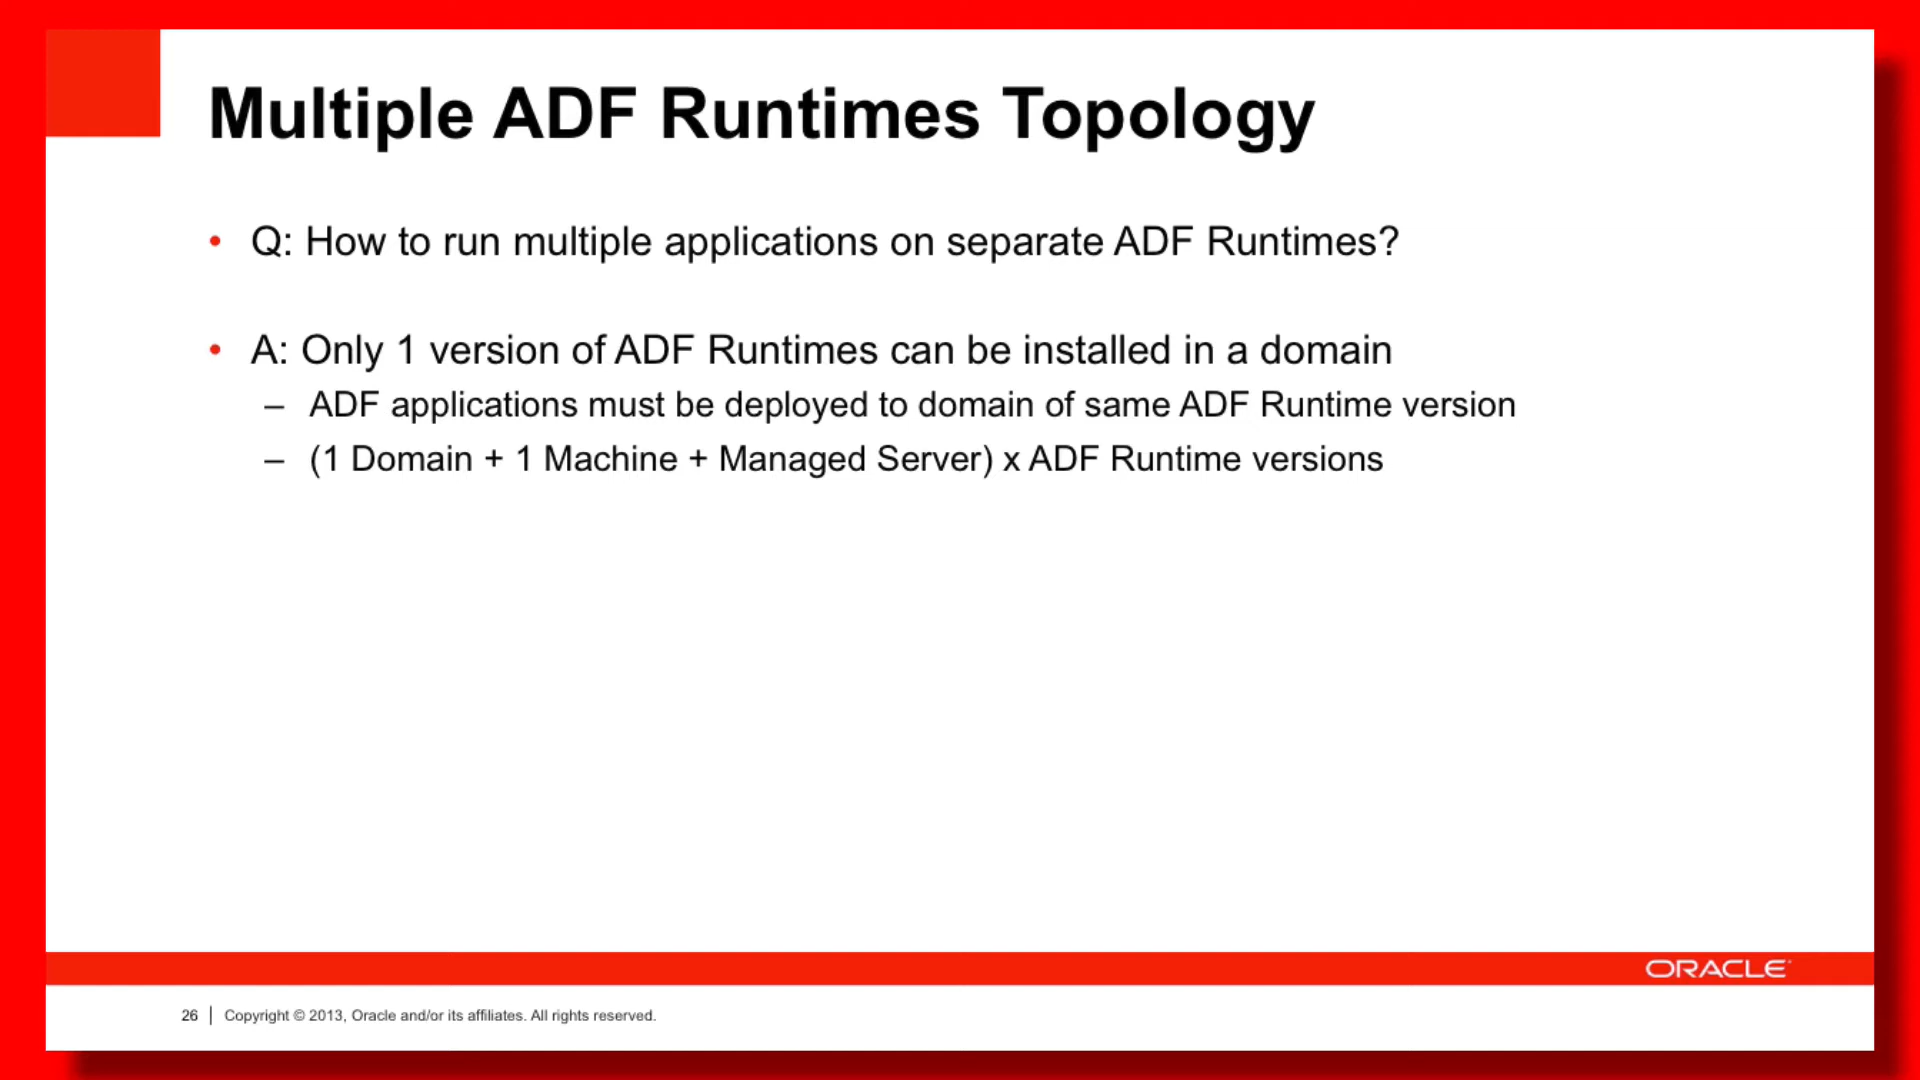 Multiple ADF Runtimes Topology
• Q: How to run multiple applications on separate ADF Runtimes?
• A: Only 1 version of ADF Runtimes can be installed in a domain
– ADF applications must be deployed to domain of same ADF Runtime version
– (1 Domain + 1 Machine + Managed Server) x ADF Runtime versions
ORACLE
26 | Copyright © 2013, Oracle and/or its affiliates. All rights reserved.